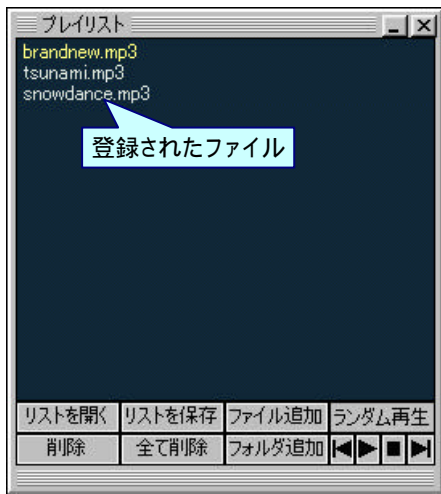 プレイリスト
brandnew.mp3
tsunami.mp3
snowdance.mp3
登録されたファイル
リストを開く リストを保存 ファイル追加 ランダム再生
削除 全て削除 フォルダ追加